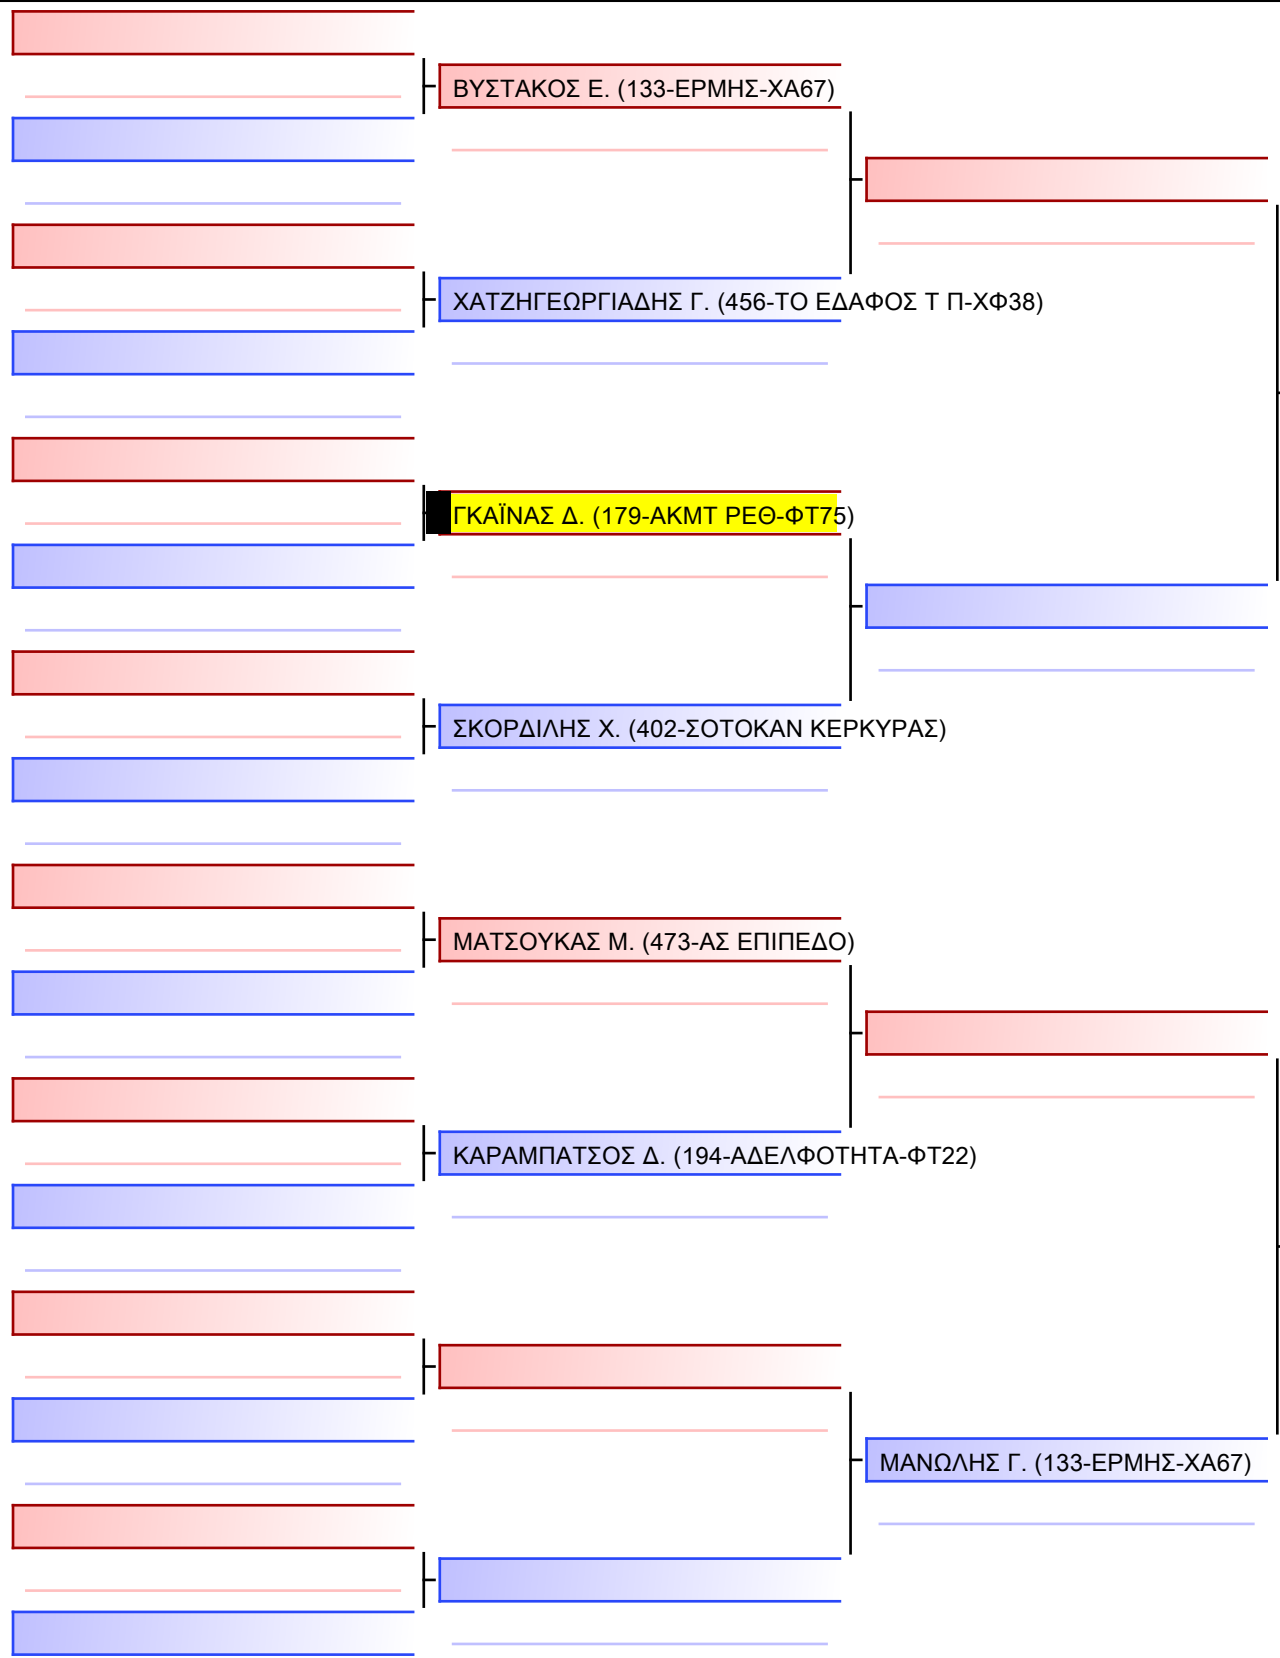 ΒΥΣΤΑΚΟΣ Ε. (133-ΕΡΜΗΣ-ΧΑ67)
ΧΑΤΖΗΓΕΩΡΓΙΑΔΗΣ Γ. (456-ΤΟ ΕΔΑΦΟΣ Τ Π-ΧΦ38)
ΓΚΑΪΝΑΣ Δ. (179-ΑΚΜΤ ΡΕΘ-ΦΤ75)
ΣΚΟΡΔΙΛΗΣ Χ. (402-ΣΟΤΟΚΑΝ ΚΕΡΚΥΡΑΣ)
ΜΑΤΣΟΥΚΑΣ Μ. (473-ΑΣ ΕΠΙΠΕΔΟ)
ΚΑΡΑΜΠΑΤΣΟΣ Δ. (194-ΑΔΕΛΦΟΤΗΤΑ-ΦΤ22)
ΜΑΝΩΛΗΣ Γ. (133-ΕΡΜΗΣ-ΧΑ67)